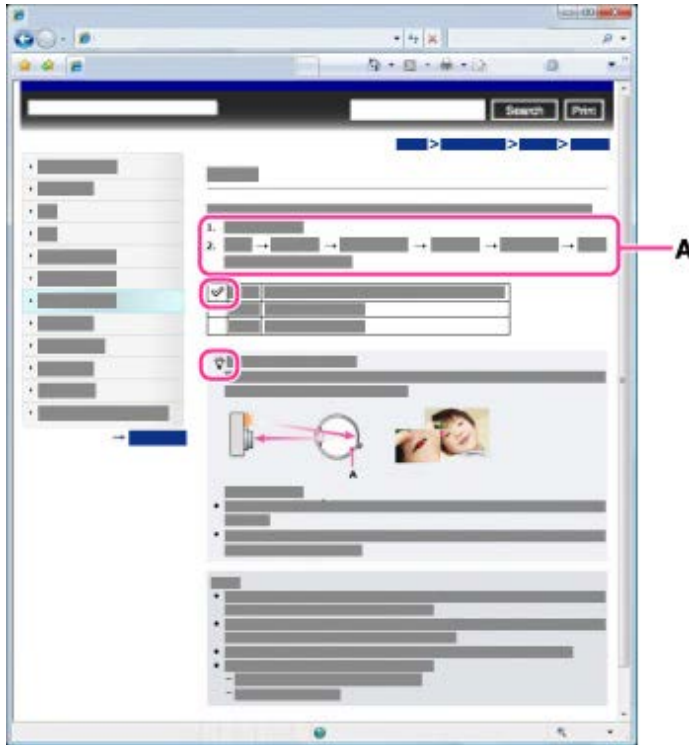 Search Print
> > >
1.
2. → → → → →
A
→
A